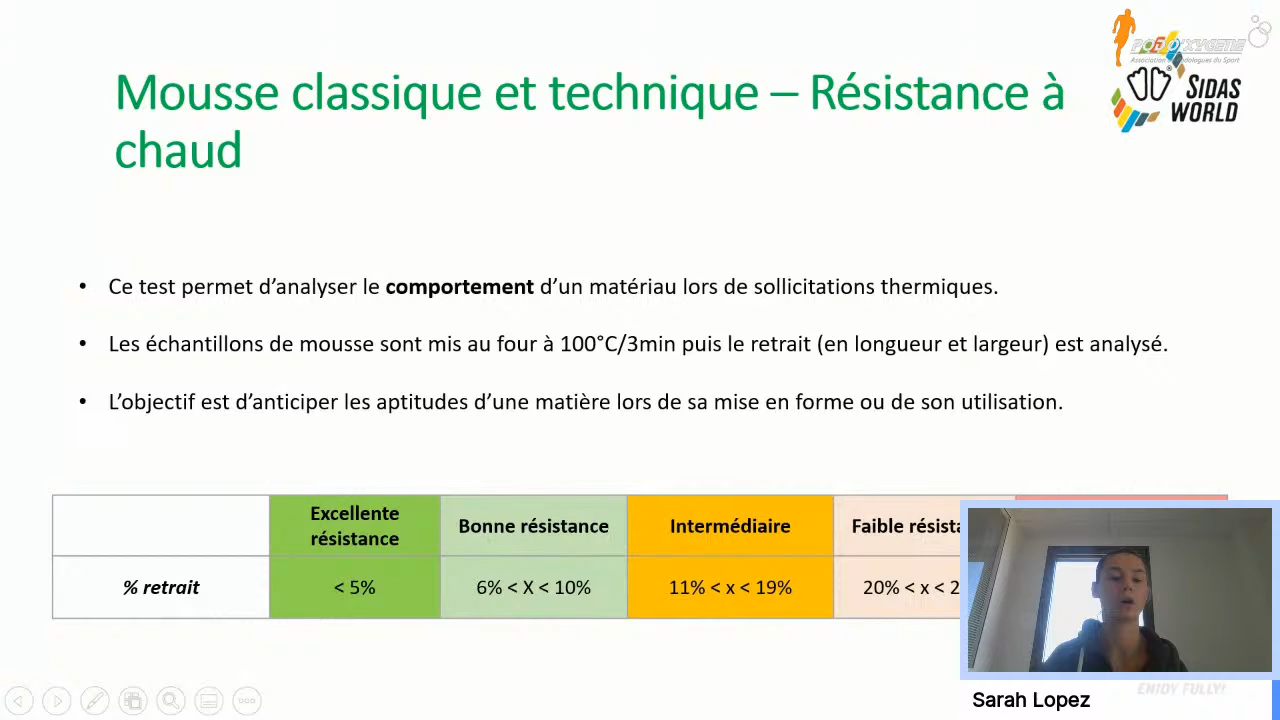 Mousse classique et technique – Résistance à
chaud
SIDAS
WORLD
• Ce test permet d’analyser le comportement d’un matériau lors de sollicitations thermiques.
• Les échantillons de mousse sont mis au four à 100°C/3min puis le retrait (en longueur et largeur) est analysé.
• L’objectif est d’anticiper les aptitudes d’une matière lors de sa mise en forme ou de son utilisation.
Excellente
résistance
Bonne résistance
Intermédiaire
Faible
% retrait
< 5%
6% < X < 10%
11% < x < 19%
20% < x <
ENJOY FULLY!
Sarah Lopez